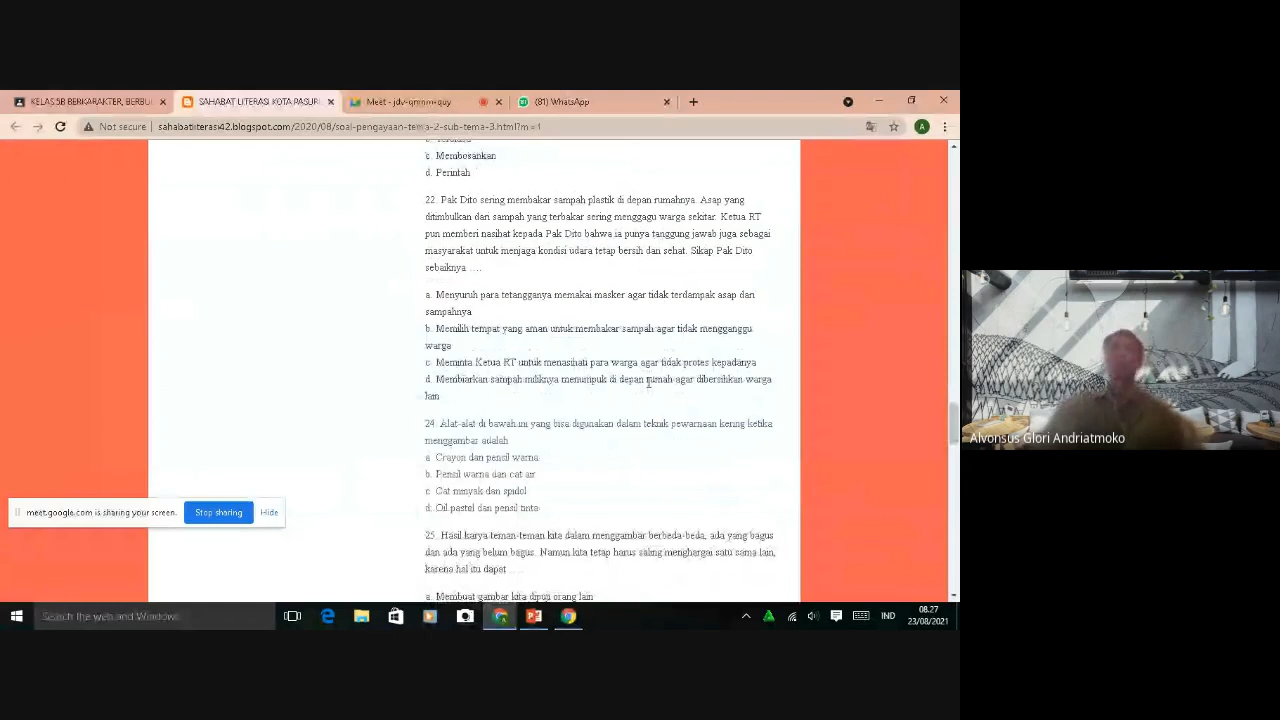 KELAS 5B BERKARAKTER, BERBU
SAHABAT LITERASI KOTA PASURU
Meet - jdv-qmnm-quy
(81) WhatsApp
Not secure
sahabatliterasi42.blogspot.com/2020/08/soal-pengayaan-tema-2-sub-tema-3.html?m=1
c. Membosankan
d. Perintah
22. Pak Dito sering membakar sampah plastik di depan rumahnya. Asap yang
ditimbulkan dari sampah yang terbakar sering menggagu warga sekitar. Ketua RT
pun memberi nasihat kepada Pak Dito bahwa ia punya tanggung jawab juga sebagai
masyarakat untuk menjaga kondisi udara tetap bersih dan sehat. Sikap Pak Dito
sebaiknya ....
a. Menyuruh para tetangganya memakai masker agar tidak terdampak asap dan
sampahnya
b. Memilih tempat yang aman untuk membakar sampah agar tidak mengganggu
warga
c. Meminta Ketua RT untuk menasihati para warga agar tidak protes kepadanya
d. Membiarkan sampah miliknya menumpuk di depan rumah agar dibersihkan warga
lain
24. Alat-alat di bawah ini yang bisa digunakan dalam teknik pewarnaan kering ketika
menggambar adalah
a. Crayon dan pensil warna
b. Pensil warna dan cat air
c. Cat minyak dan spidol
d. Oil pastel dan pensil tinta
25. Hasil karya teman-teman kita dalam menggambar berbeda-beda, ada yang bagus
dan ada yang belum bagus. Namun kita tetap harus saling menghargai satu sama lain,
karena hal itu dapat ....
a. Membuat gambar kita dipuji orang lain
meet.google.com is sharing your screen.
Stop sharing
Hide
Alvonsus Glori Andriatmoko
Search the web and Windows
IND
08.27
23/08/2021